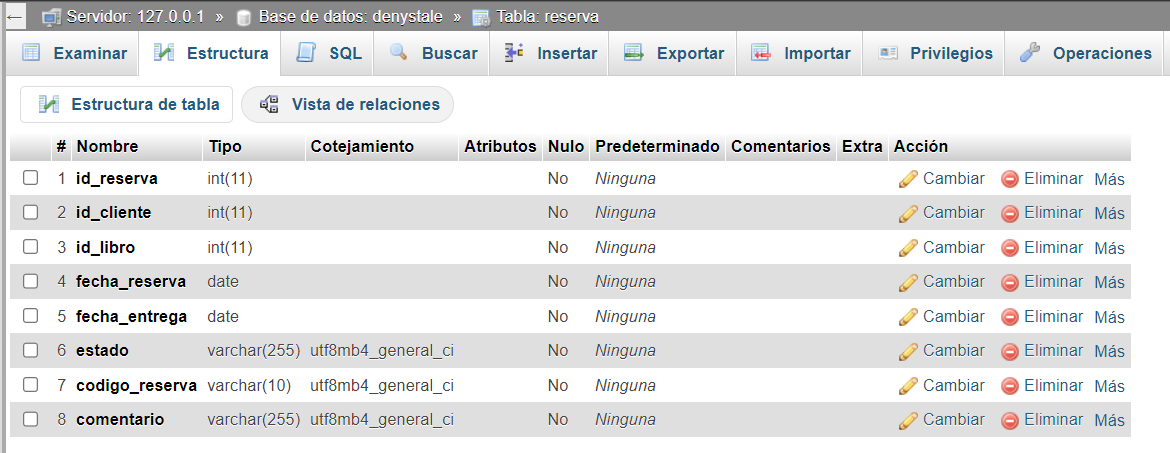 Servidor: 127.0.0.1 » Base de datos: denystale » Tabla: reserva
Examinar Estructura SQL Buscar Insertar Exportar Importar Privilegios Operaciones
Estructura de tabla Vista de relaciones
# Nombre Tipo Cotejamiento Atributos Nulo Predeterminado Comentarios Extra Acción
1 id_reserva int(11) No Ninguna Cambiar Eliminar Más
2 id_cliente int(11) No Ninguna Cambiar Eliminar Más
3 id_libro int(11) No Ninguna Cambiar Eliminar Más
4 fecha_reserva date No Ninguna Cambiar Eliminar Más
5 fecha_entrega date No Ninguna Cambiar Eliminar Más
6 estado varchar(255) utf8mb4_general_ci No Ninguna Cambiar Eliminar Más
7 codigo_reserva varchar(10) utf8mb4_general_ci No Ninguna Cambiar Eliminar Más
8 comentario varchar(255) utf8mb4_general_ci No Ninguna Cambiar Eliminar Más